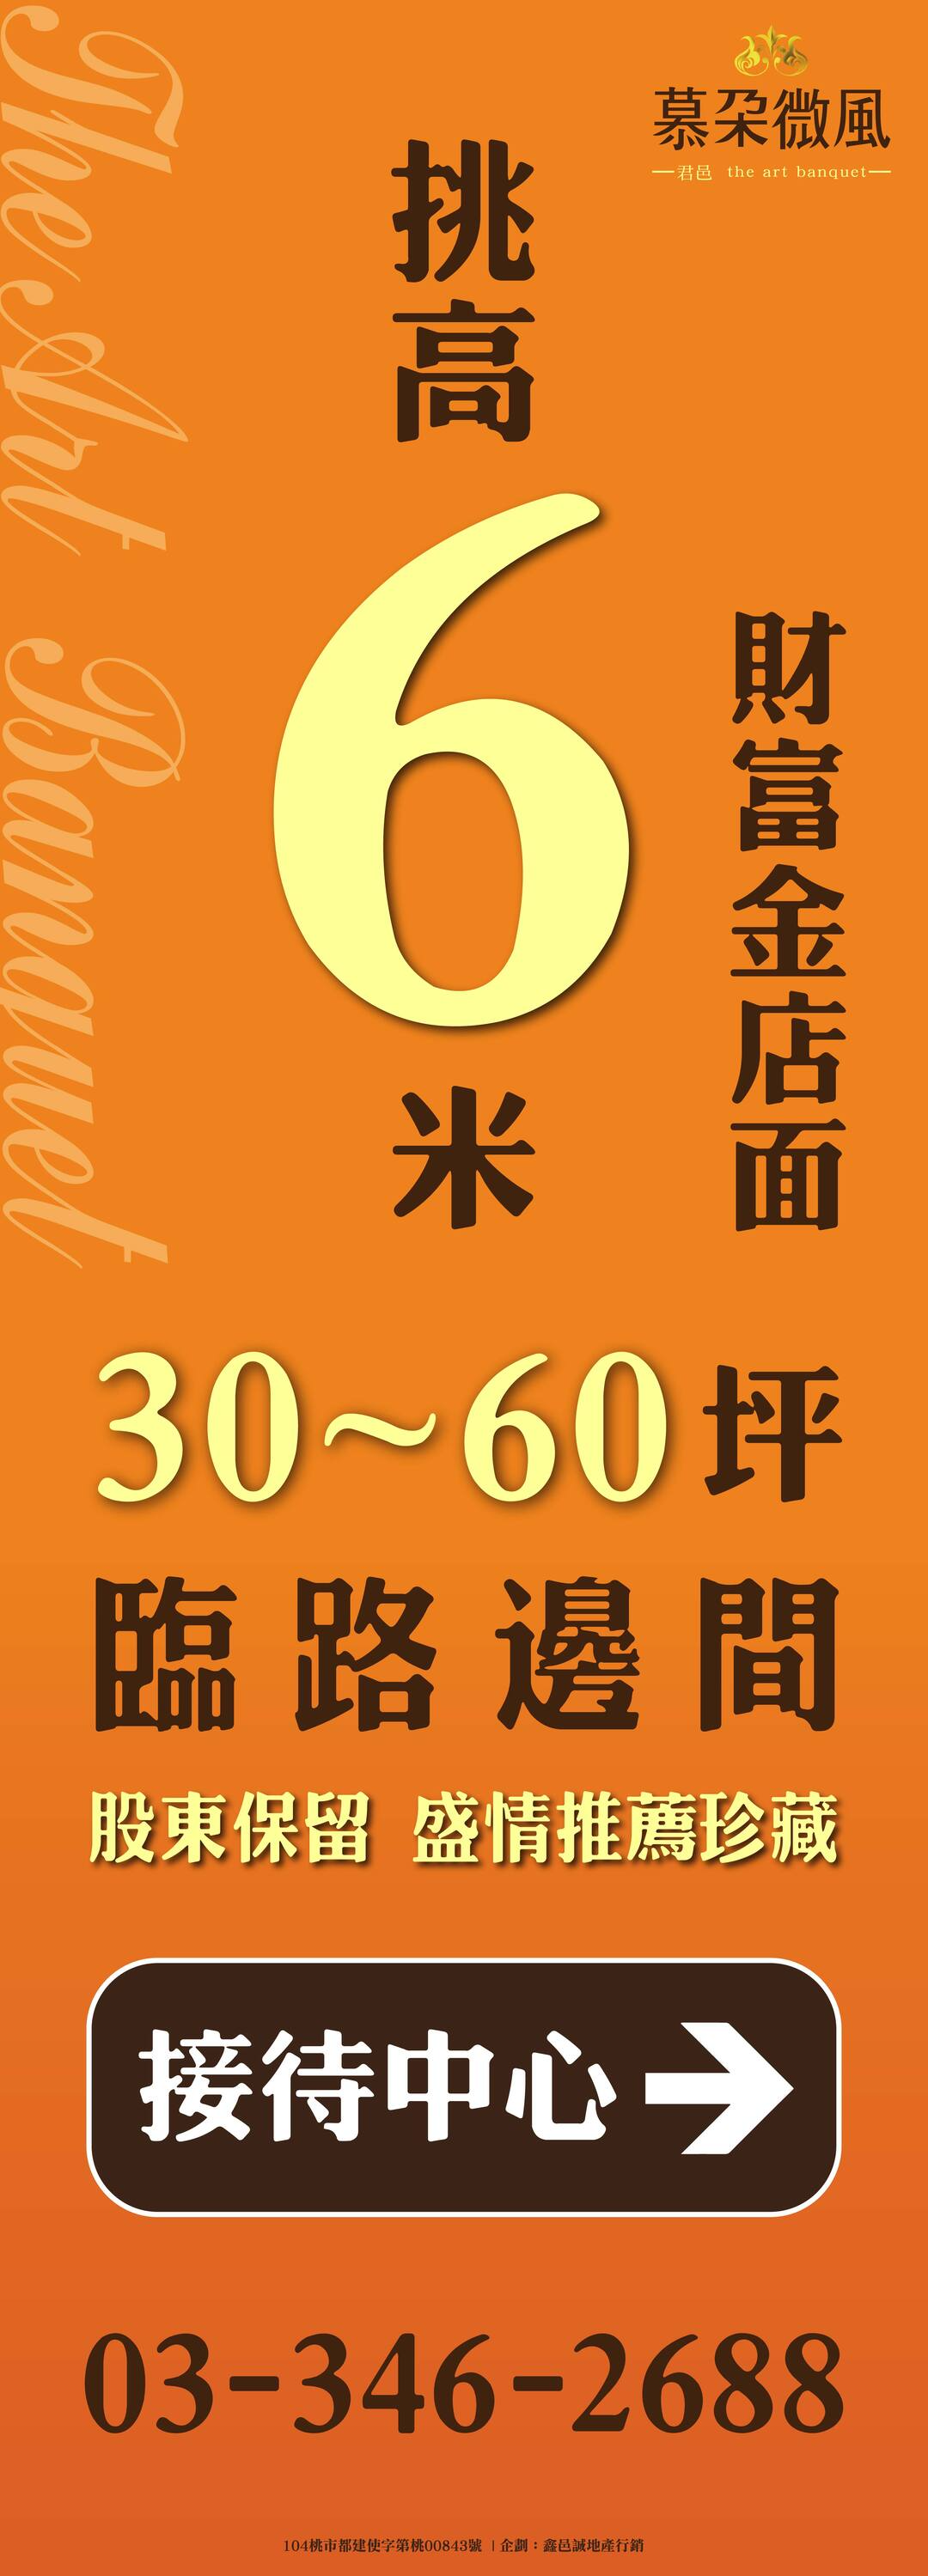 慕朶微風
君邑 the art banquet
The Art Banquet
挑高6米
財富金店面
30~60坪
臨路邊間
股東保留 盛情推薦珍藏
接待中心→
03-346-2688
104桃市都建使字第桃00843號 | 企劃：鑫邑誠地產行銷